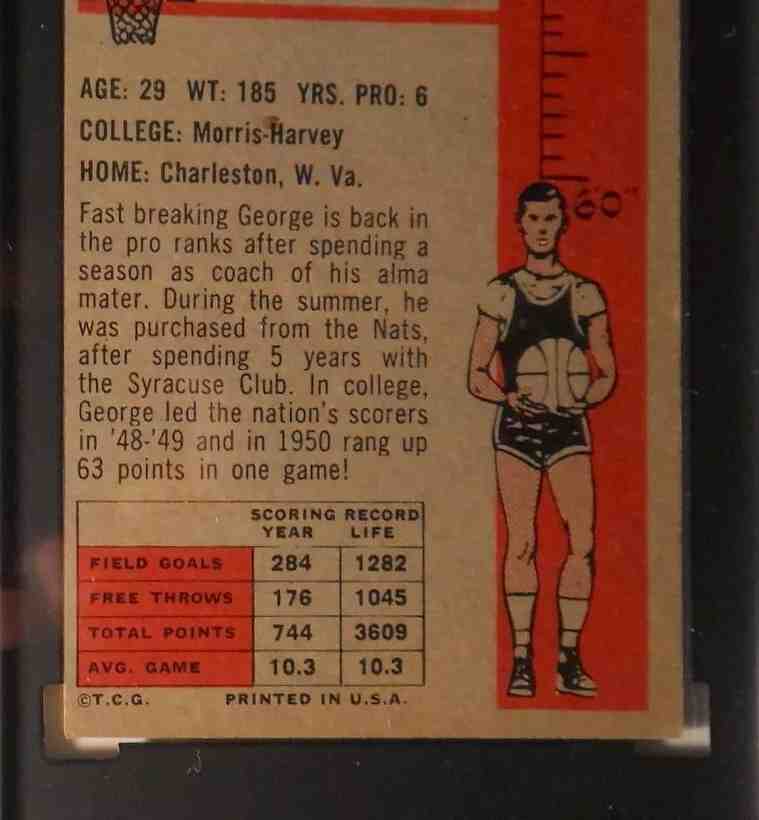 AGE: 29 WT: 185 YRS. PRO: 6
COLLEGE: Morris-Harvey
HOME: Charleston, W. Va.
6'0"
Fast breaking George is back in
the pro ranks after spending a
season as coach of his alma
mater. During the summer, he
was purchased from the Nats,
after spending 5 years with
the Syracuse Club. In college,
George led the nation's scorers
in '48-'49 and in 1950 rang up
63 points in one game!
SCORING RECORD
YEAR LIFE
FIELD GOALS 284 1282
FREE THROWS 176 1045
TOTAL POINTS 744 3609
AVG. GAME 10.3 10.3
©T.C.G. PRINTED IN U.S.A.